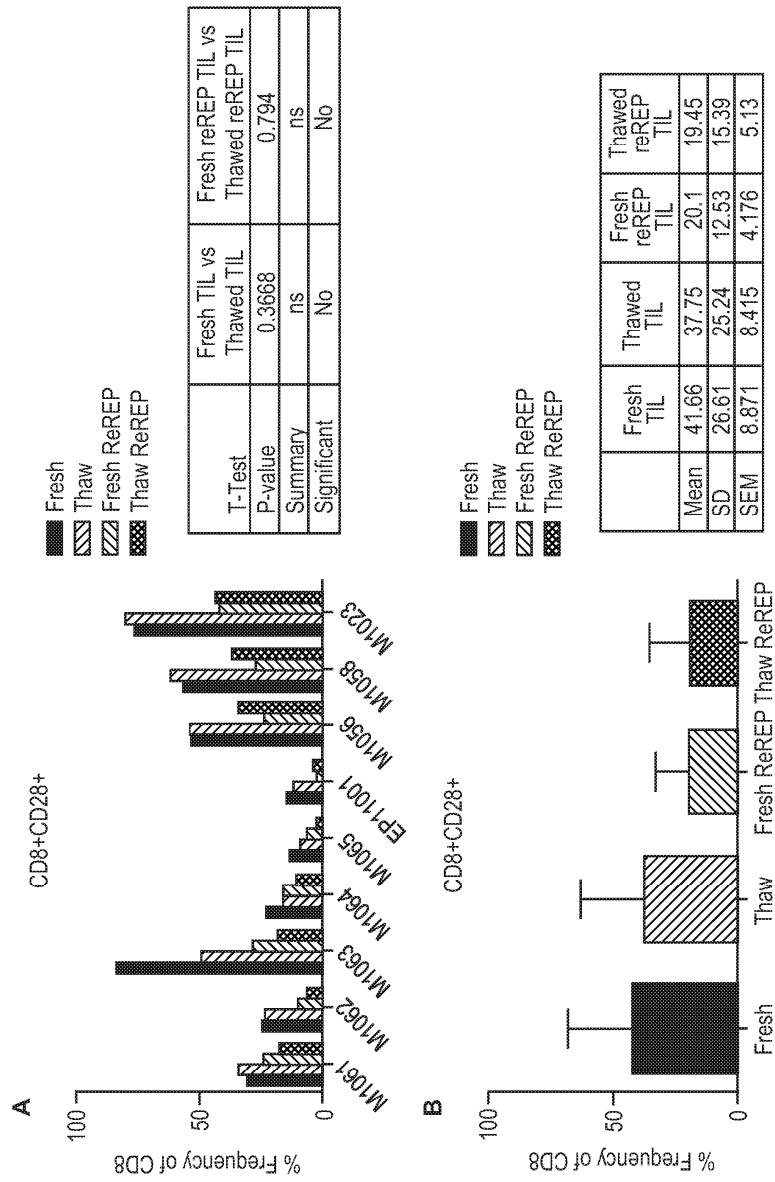 A
CD8+CD28+
% Frequency of CD8
100
50
0
M1061
M1062
M1063
M1064
M1065
EP11001
M1056
M1058
M1023
Fresh
Thaw
Fresh ReREP
Thaw ReREP
T-Test
Fresh TIL vs
Thawed TIL
Fresh reREP TIL vs
Thawed reREP TIL
P-value 0.3668 0.794
Summary ns ns
Significant No No
B
CD8+CD28+
% Frequency of CD8
100
50
0
Fresh
Thaw
Fresh ReREP
Thaw ReREP
Fresh
Thaw
Fresh ReREP
Thaw ReREP
Fresh
TIL
Thawed
TIL
Fresh
reREP
TIL
Thawed
reREP
TIL
Mean 41.66 37.75 20.1 19.45
SD 26.61 25.24 12.53 15.39
SEM 8.871 8.415 4.176 5.13